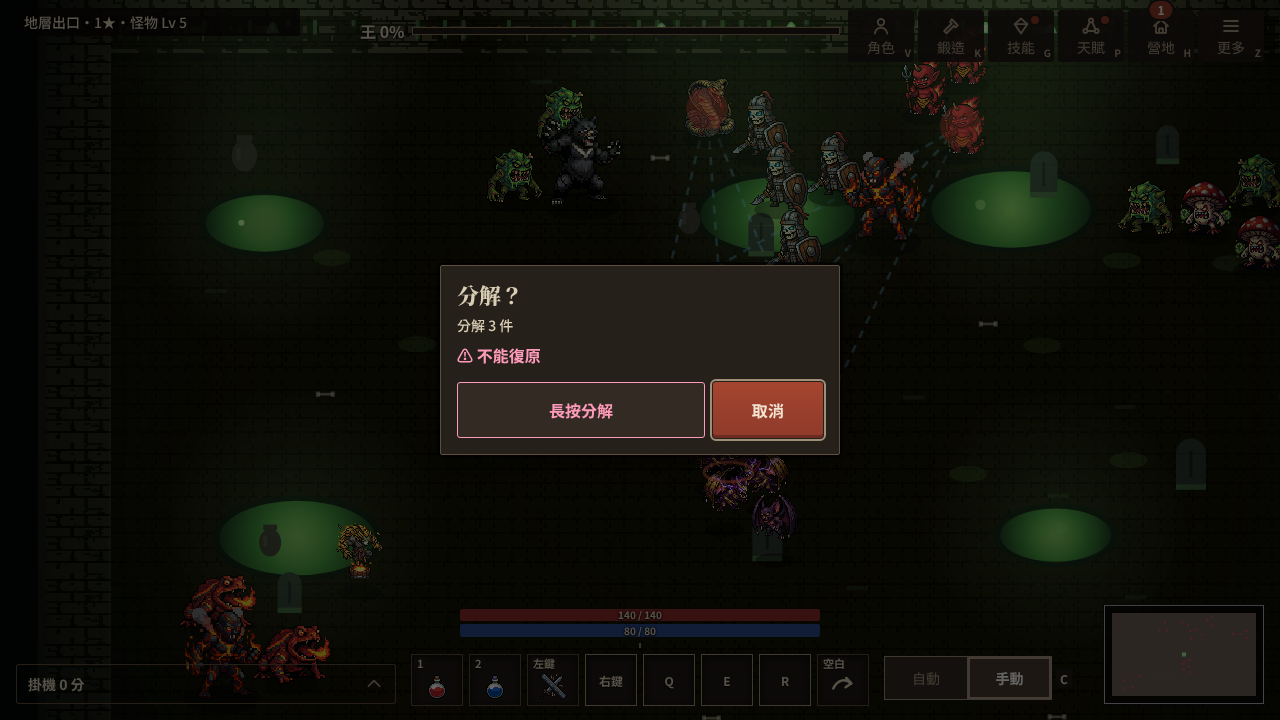 地層出口・1★・怪物 Lv 5
王 0%
角色 V
鍛造 K
技能 G
天賦 P
1
營地 H
更多 Z
分解？
分解 3 件
不能復原
長按分解
取消
140 / 140
80 / 80
掛機 0 分
1
2
左鍵
右鍵
Q
E
R
空白
自動
手動
C